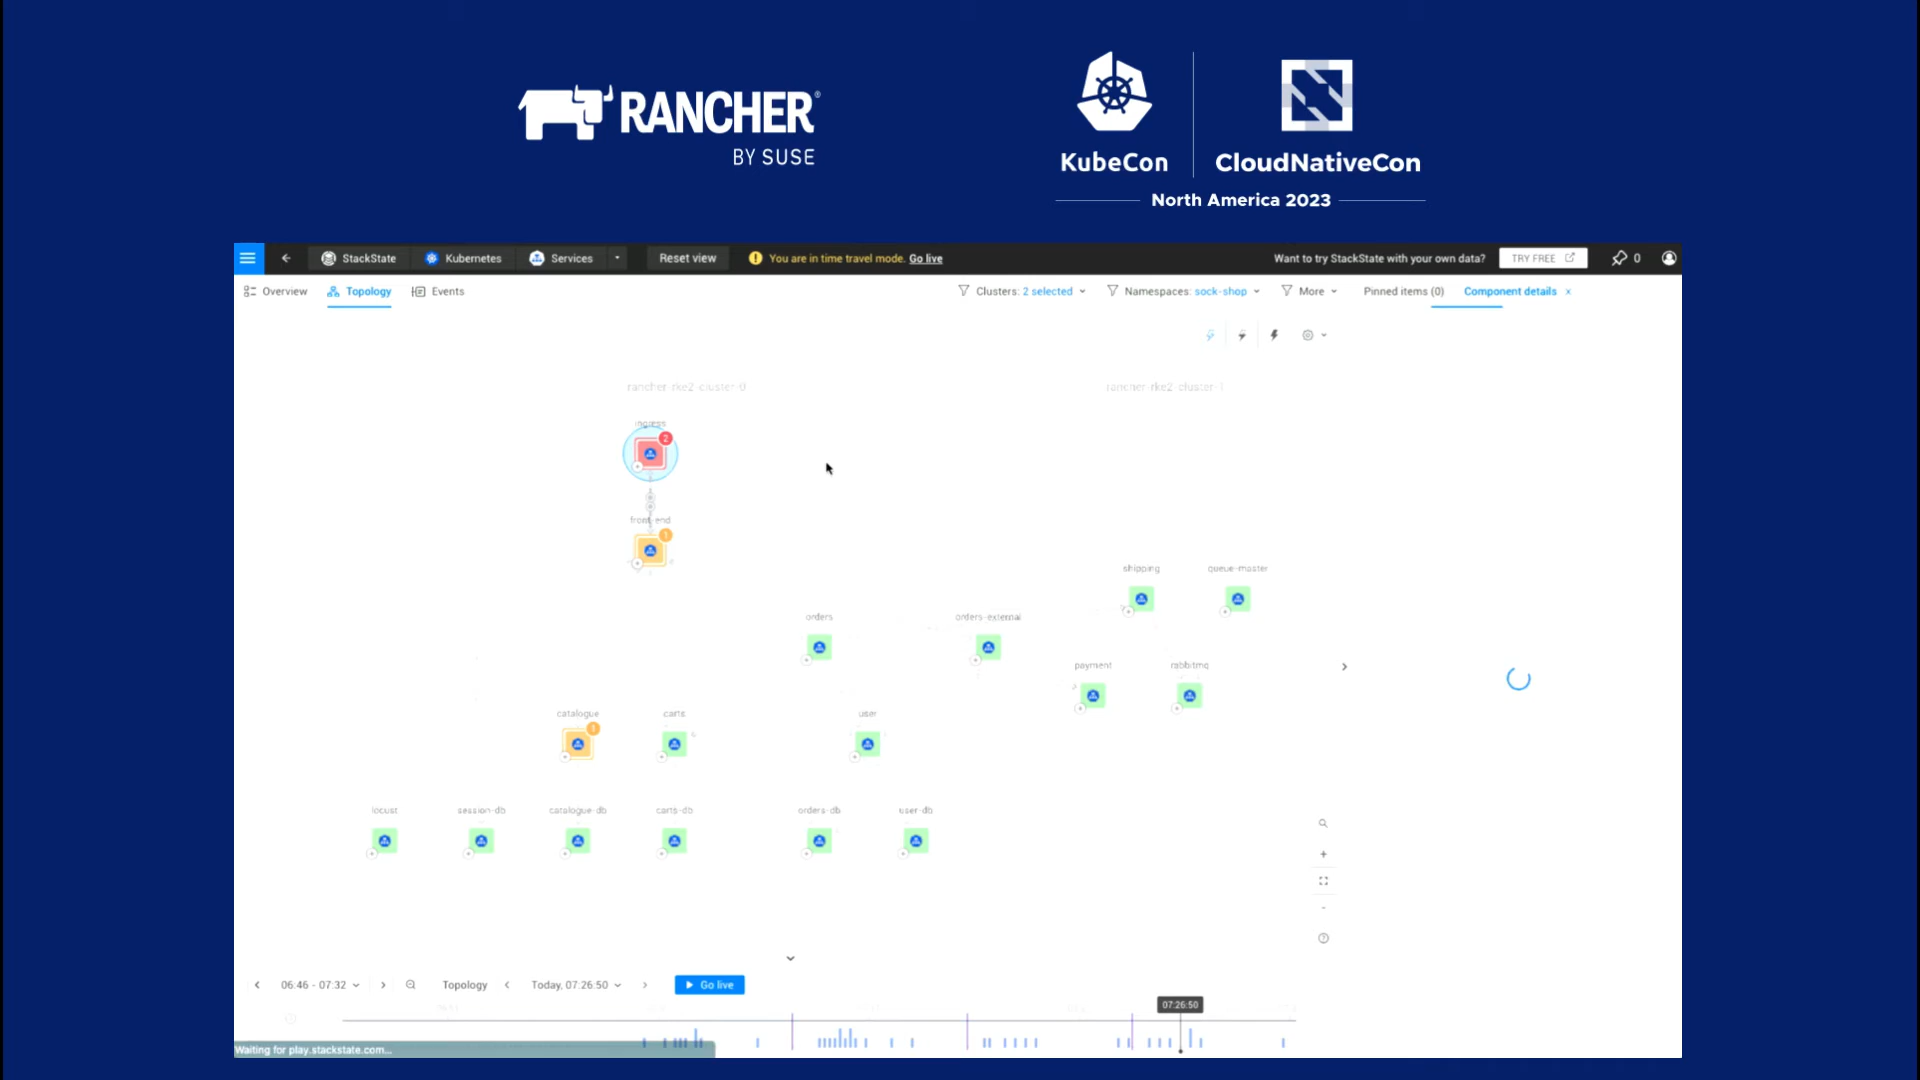 RANCHER®
BY SUSE
KubeCon
CloudNativeCon
North America 2023
StackState
Kubernetes
Services
Reset view
You are in time travel mode. Go live
Want to try StackState with your own data?
TRY FREE
0
Overview
Topology
Events
Clusters: 2 selected
Namespaces: sock-shop
More
Pinned items (0)
Component details
rancher-rke2-cluster-0
rancher-rke2-cluster-1
ingress
2
front-end
1
shipping
queue-master
orders
orders-external
payment
rabbitmq
catalogue
1
carts
user
locust
session-db
catalogue-db
carts-db
orders-db
user-db
06:46 - 07:32
Topology
Today, 07:26:50
Go live
07:26:50
Waiting for play.stackstate.com...